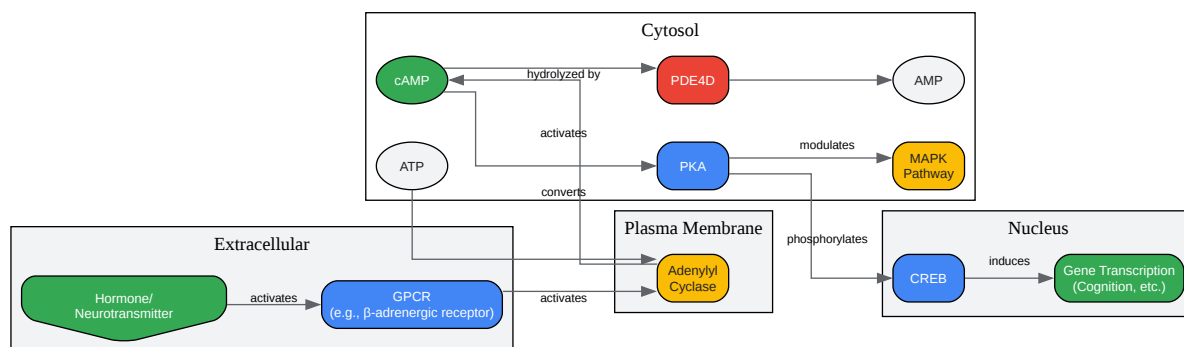 Cytosol
cAMP
hydrolyzed by
PDE4D
AMP
activates
ATP
PKA
modulates
MAPK
Pathway
converts
Plasma Membrane
Adenylyl
Cyclase
phosphorylates
Extracellular
Hormone/
Neurotransmitter
activates
GPCR
(e.g., β-adrenergic receptor)
activates
Nucleus
CREB
induces
Gene Transcription
(Cognition, etc.)